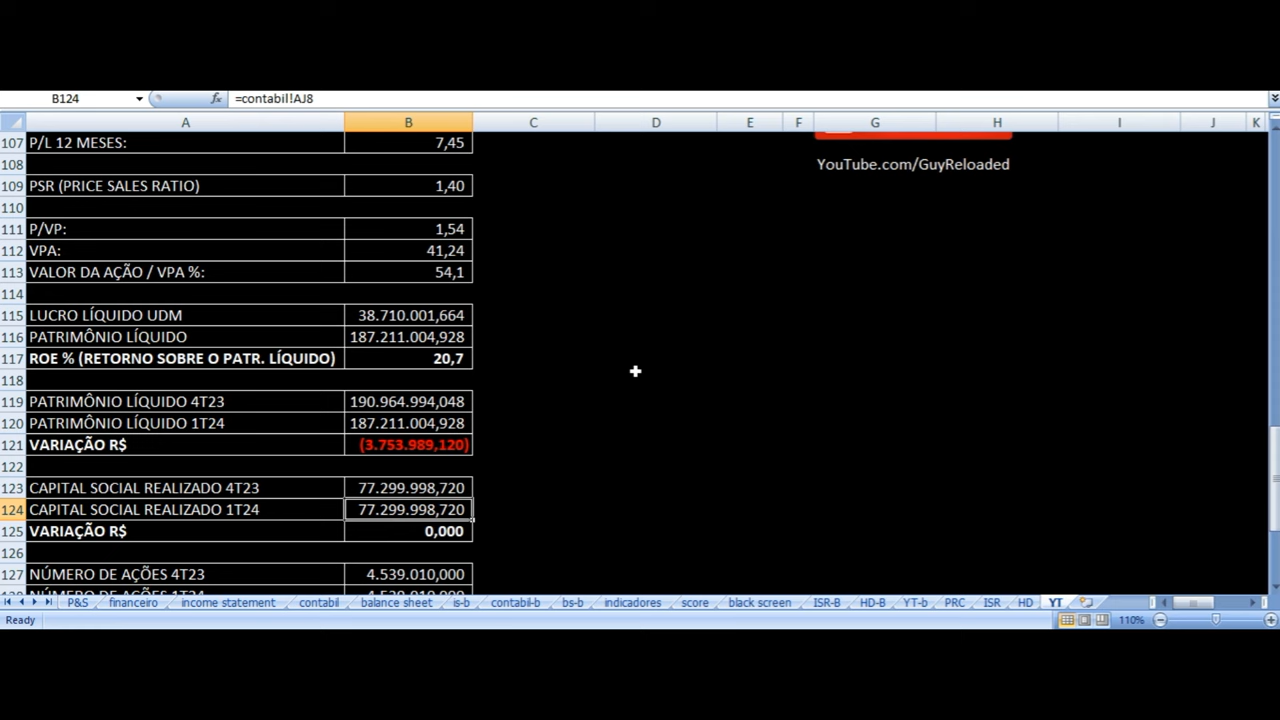 B124 fx =contabil!AJ8
A B C D E F G H I J K
107 P/L 12 MESES: 7,45
108 YouTube.com/GuyReloaded
109 PSR (PRICE SALES RATIO) 1,40
110
111 P/VP: 1,54
112 VPA: 41,24
113 VALOR DA AÇÃO / VPA %: 54,1
114
115 LUCRO LÍQUIDO UDM 38.710.001,664
116 PATRIMÔNIO LÍQUIDO 187.211.004,928
117 ROE % (RETORNO SOBRE O PATR. LÍQUIDO) 20,7
118
119 PATRIMÔNIO LÍQUIDO 4T23 190.964.994,048
120 PATRIMÔNIO LÍQUIDO 1T24 187.211.004,928
121 VARIAÇÃO R$ (3.753.989,120)
122
123 CAPITAL SOCIAL REALIZADO 4T23 77.299.998,720
124 CAPITAL SOCIAL REALIZADO 1T24 77.299.998,720
125 VARIAÇÃO R$ 0,000
126
127 NÚMERO DE AÇÕES 4T23 4.539.010,000
P&S financeiro income statement contabil balance sheet is-b contabil-b bs-b indicadores score black screen ISR-B HD-B YT-b PRC ISR HD YT
Ready 110%